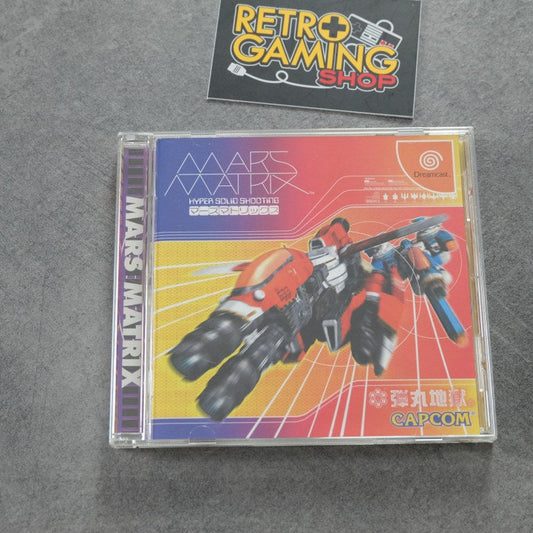 RETRO
GAMING
SHOP
MARS MATRIX
MARS
MATRIX
TM
HYPER SOLID SHOOTING
マーズマトリックス
Dreamcast
弾丸地獄
CAPCOM